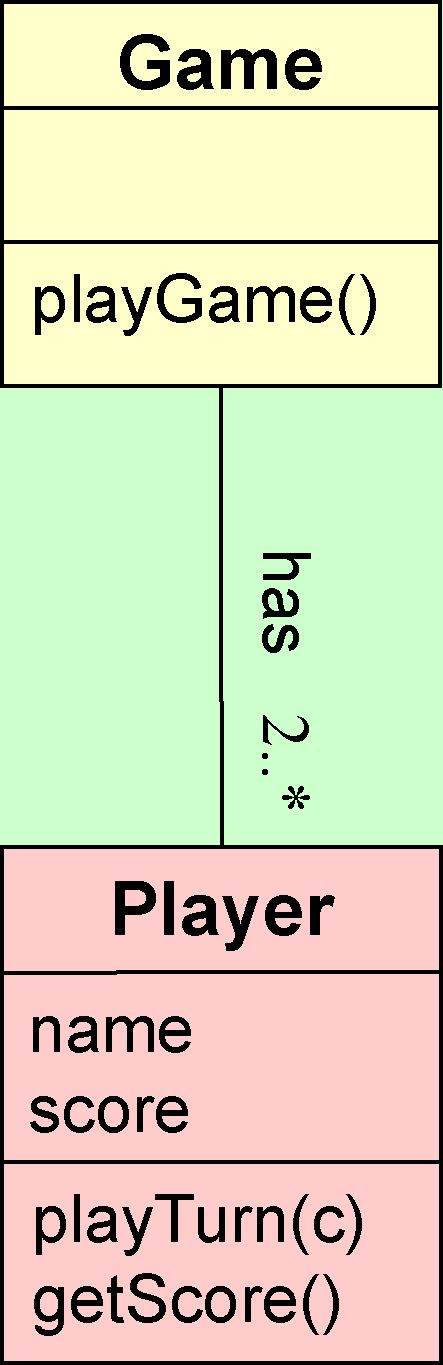 Game
playGame()
has 2..*
Player
name
score
playTurn(c)
getScore()